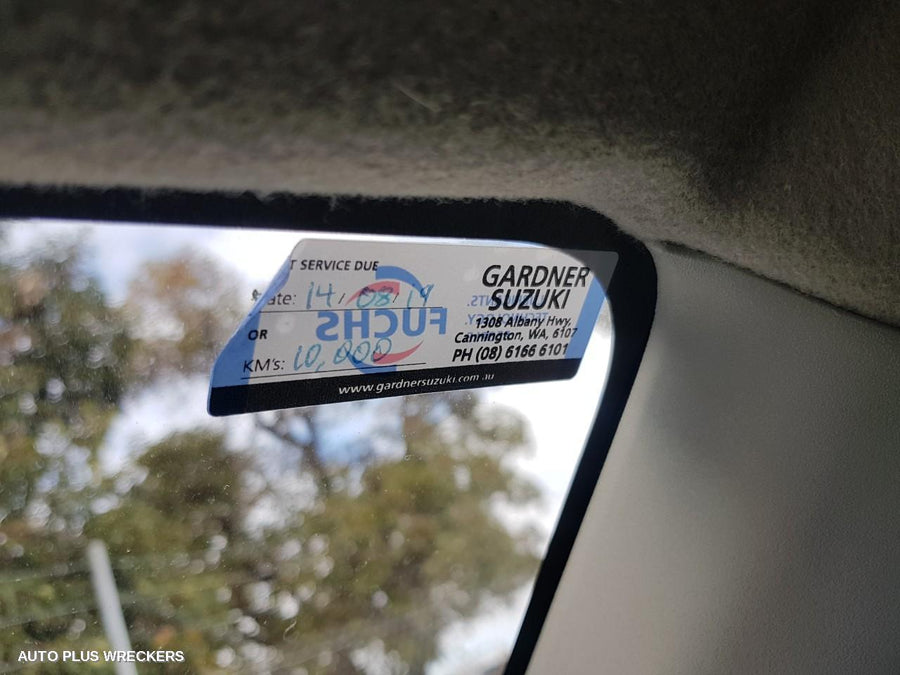 T SERVICE DUE
Date: 14/08/19
OR
KM's: 10,000
FUCHS
GARDNER
SUZUKI
1308 Albany Hwy,
Cannington, WA, 6107
PH (08) 6166 6101
www.gardnersuzuki.com.au
AUTO PLUS WRECKERS